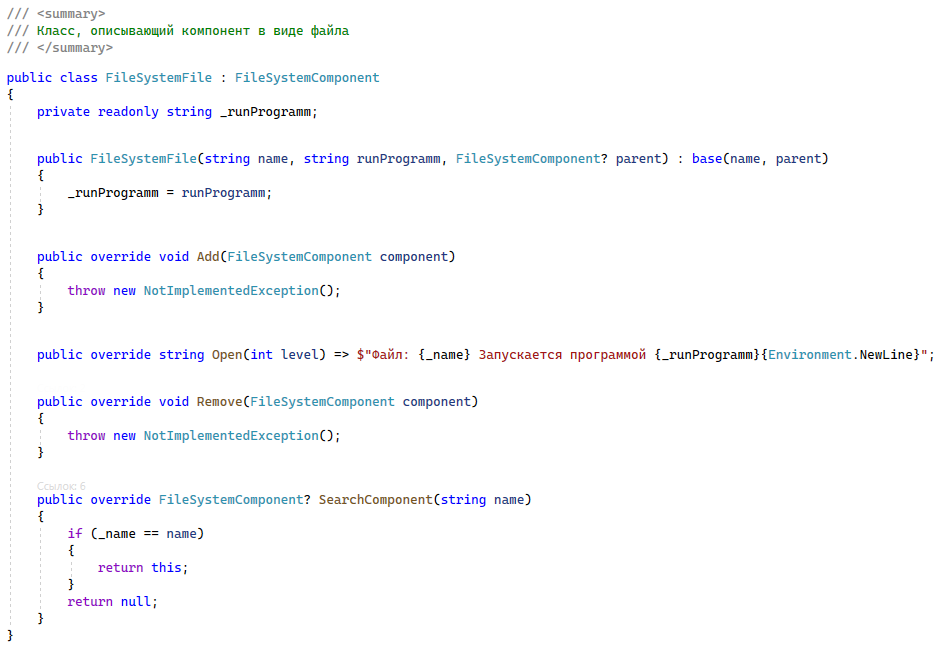 /// <summary>
/// Класс, описывающий компонент в виде файла
/// </summary>
public class FileSystemFile : FileSystemComponent
{
private readonly string _runProgramm;
public FileSystemFile(string name, string runProgramm, FileSystemComponent? parent) : base(name, parent)
{
_runProgramm = runProgramm;
}
public override void Add(FileSystemComponent component)
{
throw new NotImplementedException();
}
public override string Open(int level) => $"Файл: {_name} Запускается программой {_runProgramm}{Environment.NewLine}";
public override void Remove(FileSystemComponent component)
{
throw new NotImplementedException();
}
Ссылок: 6
public override FileSystemComponent? SearchComponent(string name)
{
if (_name == name)
{
return this;
}
return null;
}
}